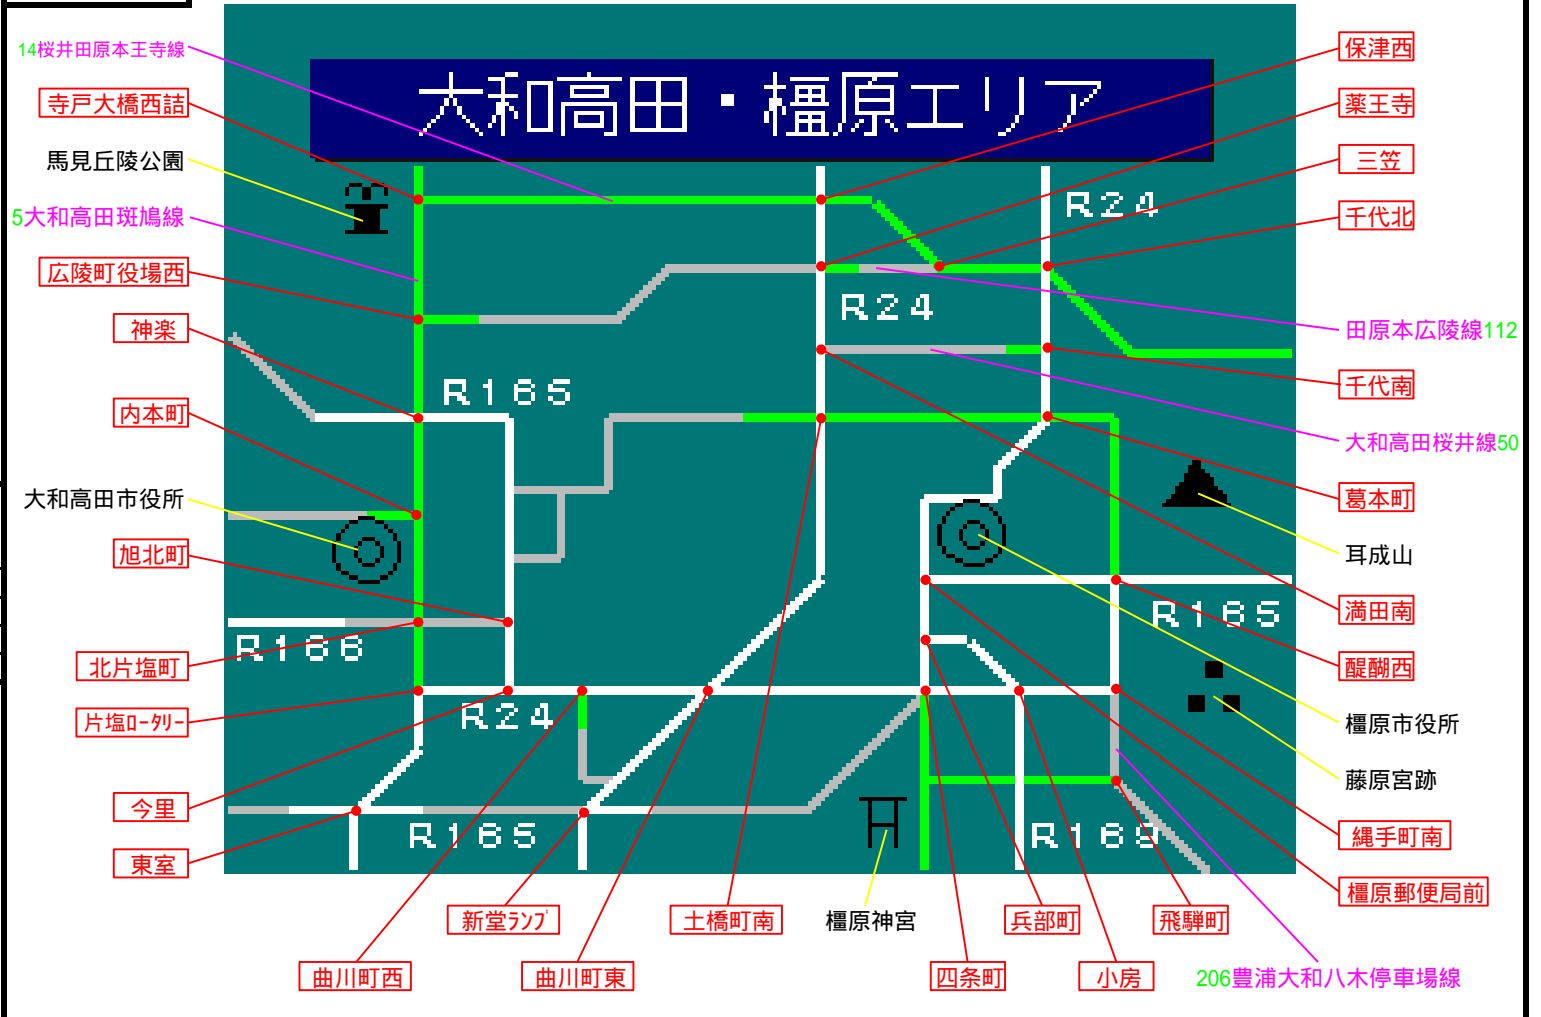 大和高田・橿原エリア
14桜井田原本王寺線
寺戸大橋西詰
馬見丘陵公園
5大和高田斑鳩線
広陵町役場西
神楽
内本町
大和高田市役所
旭北町
北片塩町
片塩ﾛｰﾀﾘｰ
今里
東室
R24
R24
R165
R166
R24
R165
R165
R169
保津西
薬王寺
三笠
千代北
田原本広陵線112
千代南
大和高田桜井線50
葛本町
耳成山
満田南
醍醐西
橿原市役所
藤原宮跡
縄手町南
橿原郵便局前
新堂ﾗﾝﾌﾟ
土橋町南
橿原神宮
兵部町
飛騨町
曲川町西
曲川町東
四条町
小房
206豊浦大和八木停車場線